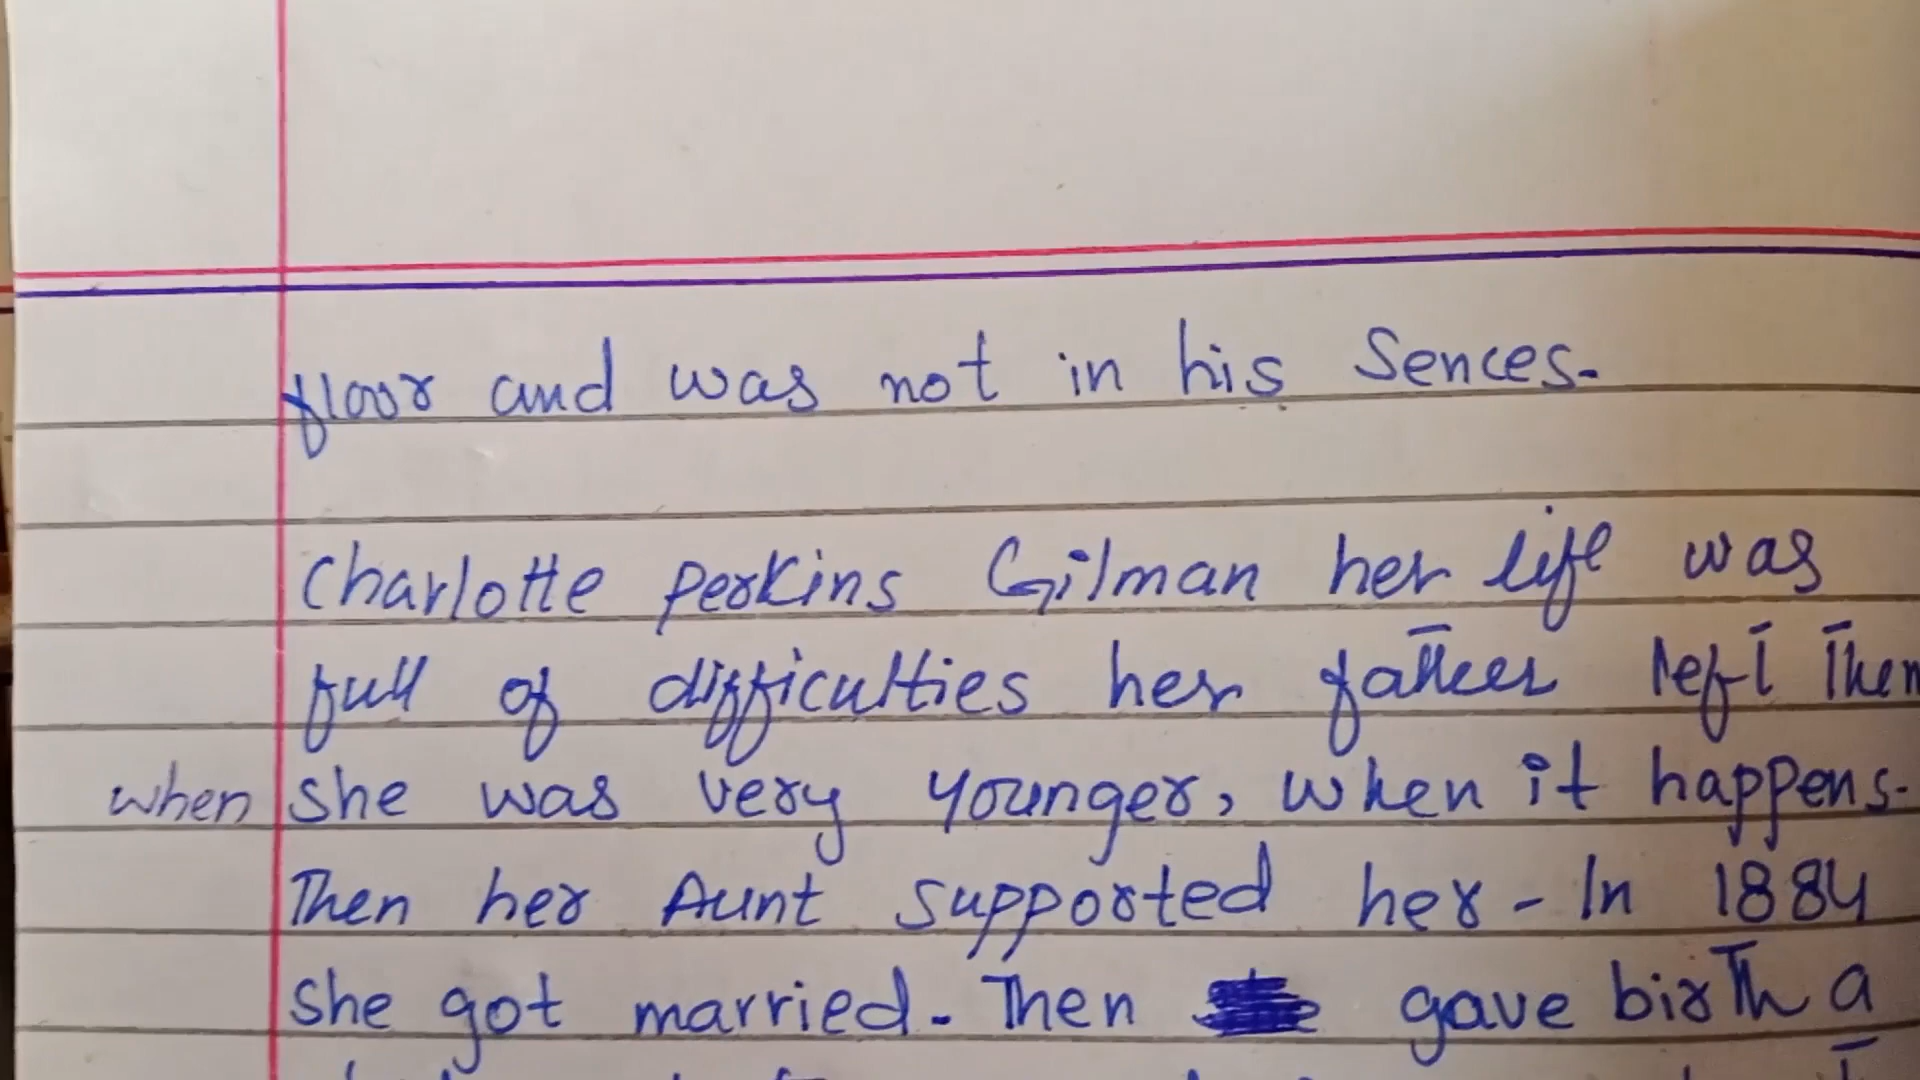 floor and was not in his Sences.
Charlotte perkins Gilman her life was
full of difficulties her father left Then
when she was very younger, when it happens.
Then her Aunt supported her - In 1884
She got married. Then gave birth a